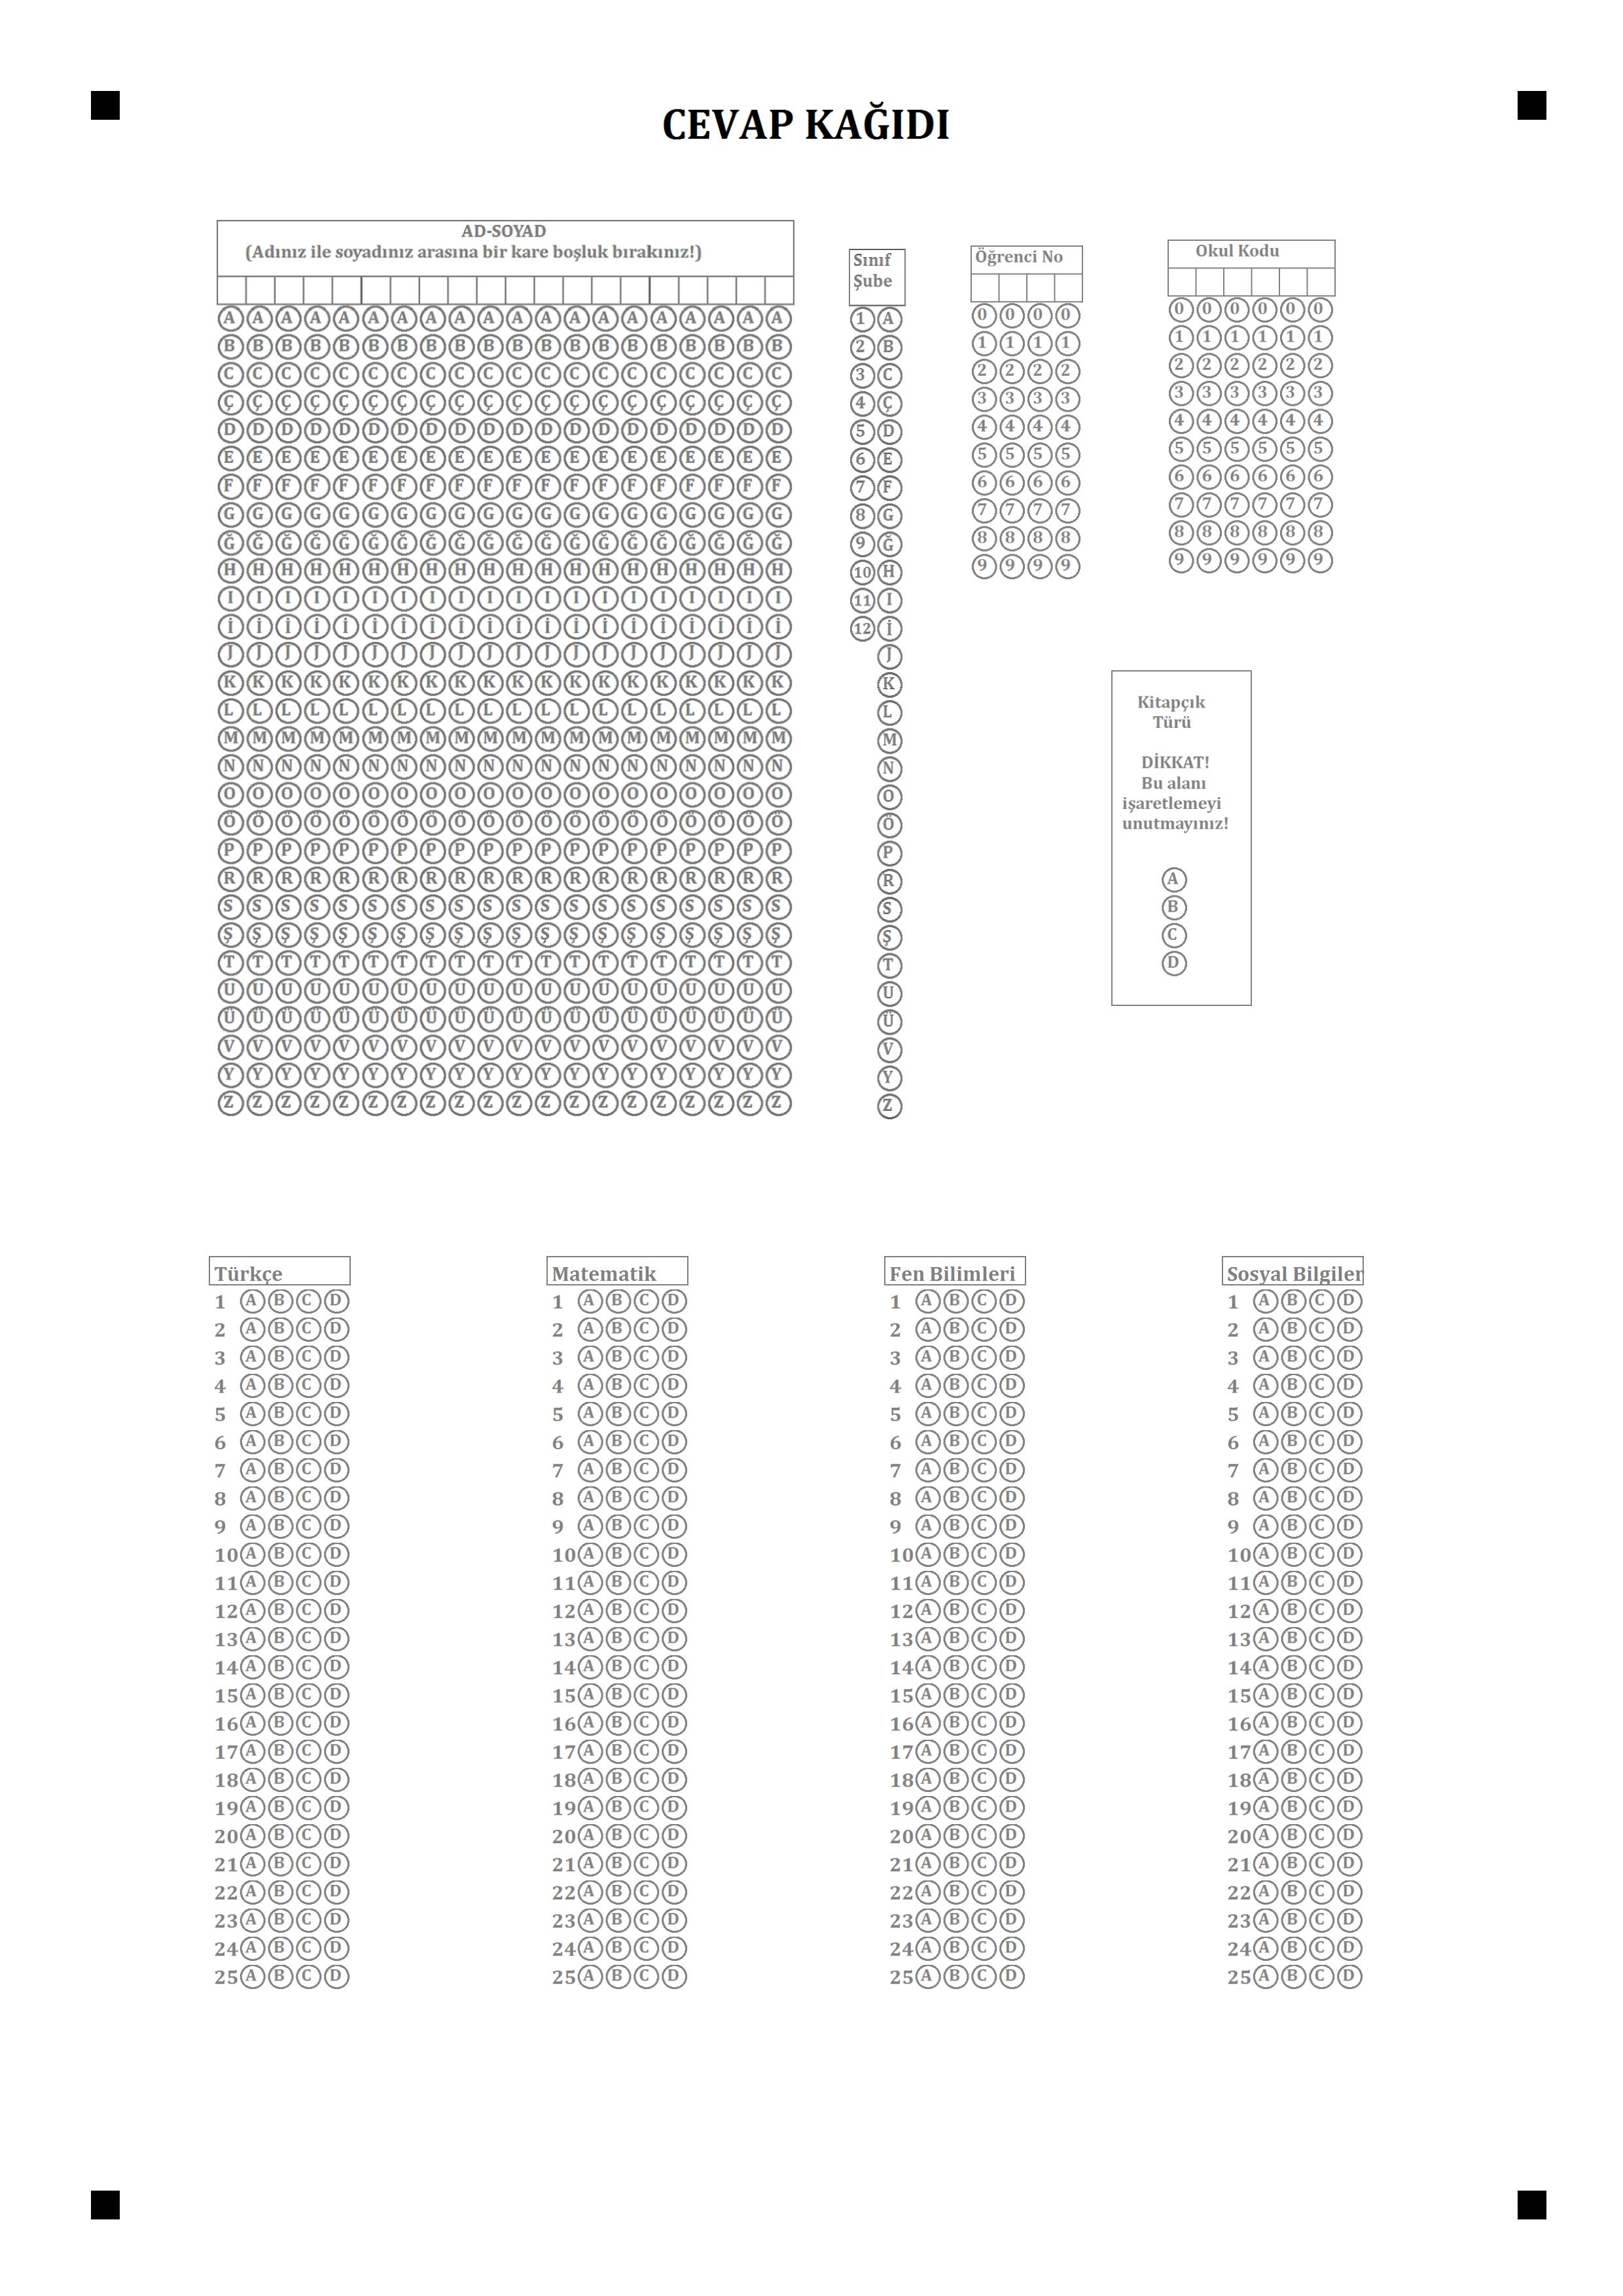 CEVAP KAĞIDI
AD-SOYAD
(Adınız ile soyadınız arasına bir kare boşluk bırakınız!)
A A A A A A A A A A A A A A A A A A A A
B B B B B B B B B B B B B B B B B B B B
C C C C C C C C C C C C C C C C C C C C
Ç Ç Ç Ç Ç Ç Ç Ç Ç Ç Ç Ç Ç Ç Ç Ç Ç Ç Ç Ç
D D D D D D D D D D D D D D D D D D D D
E E E E E E E E E E E E E E E E E E E E
F F F F F F F F F F F F F F F F F F F F
G G G G G G G G G G G G G G G G G G G G
Ğ Ğ Ğ Ğ Ğ Ğ Ğ Ğ Ğ Ğ Ğ Ğ Ğ Ğ Ğ Ğ Ğ Ğ Ğ Ğ
H H H H H H H H H H H H H H H H H H H H
I I I I I I I I I I I I I I I I I I I I
İ İ İ İ İ İ İ İ İ İ İ İ İ İ İ İ İ İ İ İ
J J J J J J J J J J J J J J J J J J J J
K K K K K K K K K K K K K K K K K K K K
L L L L L L L L L L L L L L L L L L L L
M M M M M M M M M M M M M M M M M M M M
N N N N N N N N N N N N N N N N N N N N
O O O O O O O O O O O O O O O O O O O O
Ö Ö Ö Ö Ö Ö Ö Ö Ö Ö Ö Ö Ö Ö Ö Ö Ö Ö Ö Ö
P P P P P P P P P P P P P P P P P P P P
R R R R R R R R R R R R R R R R R R R R
S S S S S S S S S S S S S S S S S S S S
Ş Ş Ş Ş Ş Ş Ş Ş Ş Ş Ş Ş Ş Ş Ş Ş Ş Ş Ş Ş
T T T T T T T T T T T T T T T T T T T T
U U U U U U U U U U U U U U U U U U U U
Ü Ü Ü Ü Ü Ü Ü Ü Ü Ü Ü Ü Ü Ü Ü Ü Ü Ü Ü Ü
V V V V V V V V V V V V V V V V V V V V
Y Y Y Y Y Y Y Y Y Y Y Y Y Y Y Y Y Y Y Y
Z Z Z Z Z Z Z Z Z Z Z Z Z Z Z Z Z Z Z Z
Sınıf
Şube
1 A
2 B
3 C
4 Ç
5 D
6 E
7 F
8 G
9 Ğ
10 H
11 I
12 İ
J
K
L
M
N
O
Ö
P
R
S
Ş
T
U
Ü
V
Y
Z
Öğrenci No
0 0 0 0
1 1 1 1
2 2 2 2
3 3 3 3
4 4 4 4
5 5 5 5
6 6 6 6
7 7 7 7
8 8 8 8
9 9 9 9
Okul Kodu
0 0 0 0 0 0
1 1 1 1 1 1
2 2 2 2 2 2
3 3 3 3 3 3
4 4 4 4 4 4
5 5 5 5 5 5
6 6 6 6 6 6
7 7 7 7 7 7
8 8 8 8 8 8
9 9 9 9 9 9
Kitapçık
Türü
DİKKAT!
Bu alanı
işaretlemeyi
unutmayınız!
A
B
C
D
Türkçe
1 A B C D
2 A B C D
3 A B C D
4 A B C D
5 A B C D
6 A B C D
7 A B C D
8 A B C D
9 A B C D
10 A B C D
11 A B C D
12 A B C D
13 A B C D
14 A B C D
15 A B C D
16 A B C D
17 A B C D
18 A B C D
19 A B C D
20 A B C D
21 A B C D
22 A B C D
23 A B C D
24 A B C D
25 A B C D
Matematik
1 A B C D
2 A B C D
3 A B C D
4 A B C D
5 A B C D
6 A B C D
7 A B C D
8 A B C D
9 A B C D
10 A B C D
11 A B C D
12 A B C D
13 A B C D
14 A B C D
15 A B C D
16 A B C D
17 A B C D
18 A B C D
19 A B C D
20 A B C D
21 A B C D
22 A B C D
23 A B C D
24 A B C D
25 A B C D
Fen Bilimleri
1 A B C D
2 A B C D
3 A B C D
4 A B C D
5 A B C D
6 A B C D
7 A B C D
8 A B C D
9 A B C D
10 A B C D
11 A B C D
12 A B C D
13 A B C D
14 A B C D
15 A B C D
16 A B C D
17 A B C D
18 A B C D
19 A B C D
20 A B C D
21 A B C D
22 A B C D
23 A B C D
24 A B C D
25 A B C D
Sosyal Bilgiler
1 A B C D
2 A B C D
3 A B C D
4 A B C D
5 A B C D
6 A B C D
7 A B C D
8 A B C D
9 A B C D
10 A B C D
11 A B C D
12 A B C D
13 A B C D
14 A B C D
15 A B C D
16 A B C D
17 A B C D
18 A B C D
19 A B C D
20 A B C D
21 A B C D
22 A B C D
23 A B C D
24 A B C D
25 A B C D